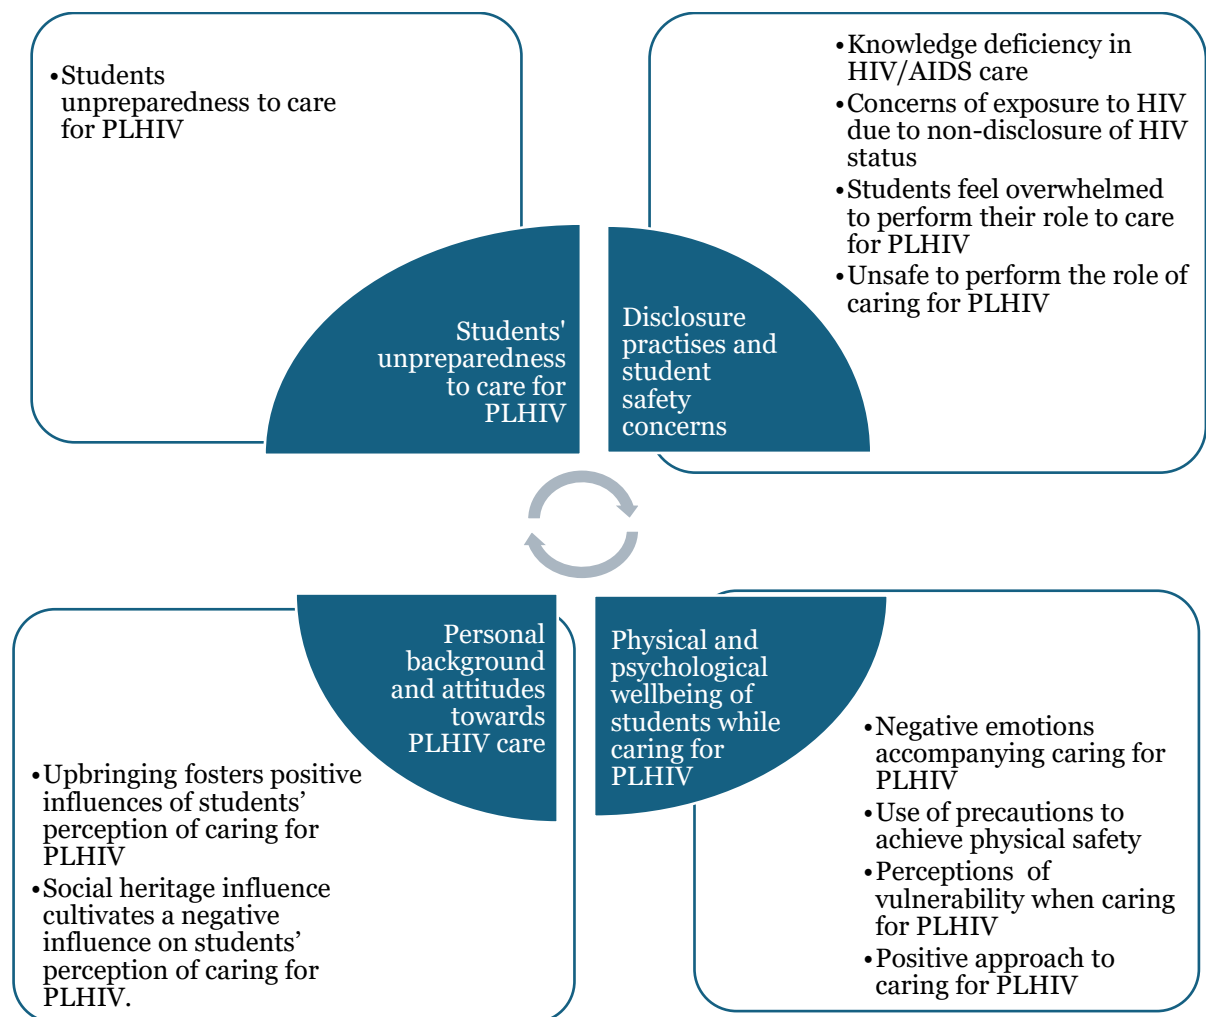 •Students
unpreparedness to care
for PLHIV
Students'
unpreparedness
to care for
PLHIV
•Knowledge deficiency in
HIV/AIDS care
•Concerns of exposure to HIV
due to non-disclosure of HIV
status
•Students feel overwhelmed
to perform their role to care
for PLHIV
•Unsafe to perform the role of
caring for PLHIV
Disclosure
practises and
student
safety
concerns
Personal
background
and attitudes
towards
PLHIV care
•Upbringing fosters positive
influences of students’
perception of caring for
PLHIV
•Social heritage influence
cultivates a negative
influence on students’
perception of caring for
PLHIV.
Physical and
psychological
wellbeing of
students while
caring for
PLHIV
•Negative emotions
accompanying caring for
PLHIV
•Use of precautions to
achieve physical safety
•Perceptions of
vulnerability when caring
for PLHIV
•Positive approach to
caring for PLHIV